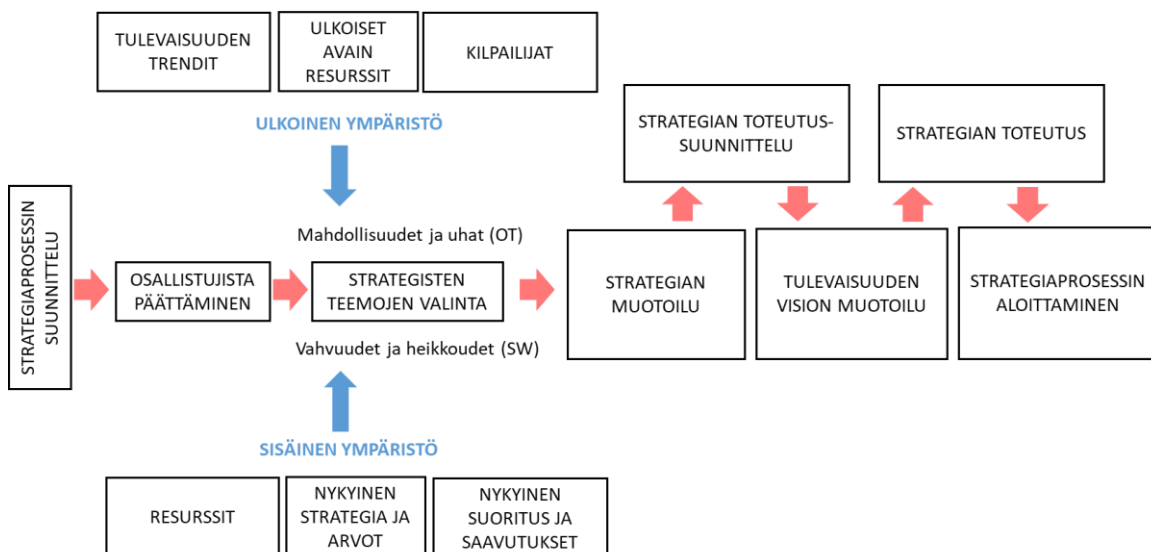 TULEVAISUUDEN
TRENDIT
ULKOISET
AVAIN
RESURSSIT
KILPAILIJAT
ULKOINEN YMPÄRISTÖ
STRATEGIAN TOTEUTUS-
SUUNNITTELU
STRATEGIAN TOTEUTUS
STRATEGIAPROSESSIN
SUUNNITTELU
Mahdollisuudet ja uhat (OT)
OSALLISTUJISTA
PÄÄTTÄMINEN
STRATEGISTEN
TEEMOJEN VALINTA
STRATEGIAN
MUOTOILU
TULEVAISUUDEN
VISION MUOTOILU
STRATEGIAPROSESSIN
ALOITTAMINEN
Vahvuudet ja heikkoudet (SW)
SISÄINEN YMPÄRISTÖ
RESURSSIT
NYKYINEN
STRATEGIA JA
ARVOT
NYKYINEN
SUORITUS JA
SAAVUTUKSET